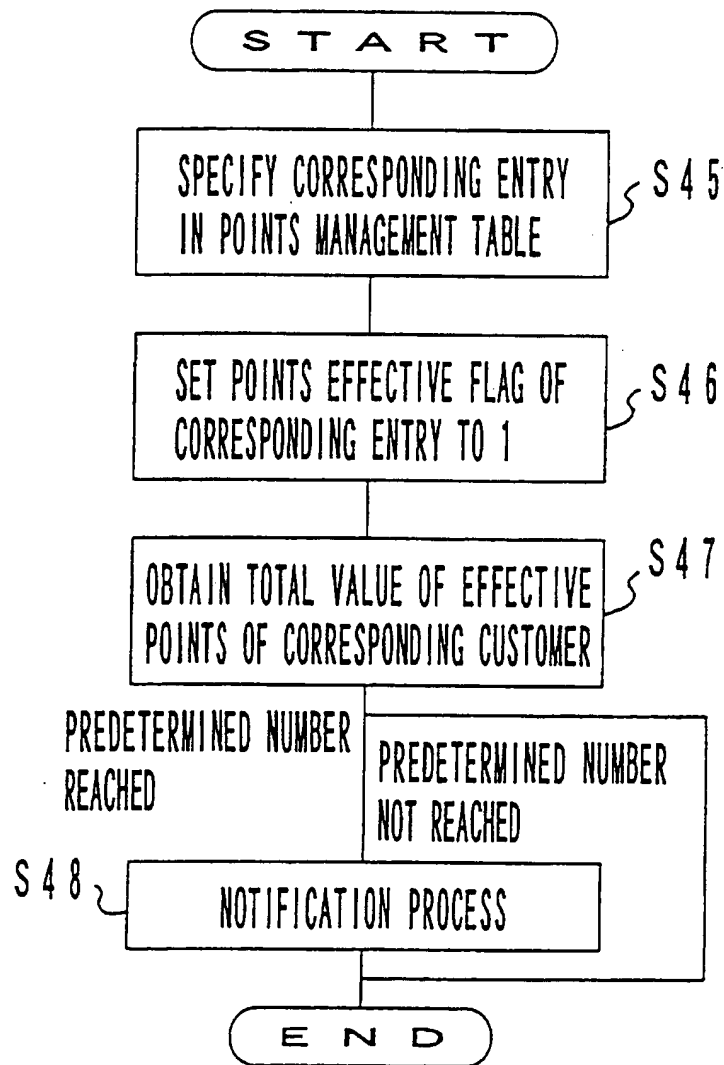 START
SPECIFY CORRESPONDING ENTRY
IN POINTS MANAGEMENT TABLE
S45
SET POINTS EFFECTIVE FLAG OF
CORRESPONDING ENTRY TO 1
S46
OBTAIN TOTAL VALUE OF EFFECTIVE
POINTS OF CORRESPONDING CUSTOMER
S47
PREDETERMINED NUMBER
REACHED
PREDETERMINED NUMBER
NOT REACHED
S48
NOTIFICATION PROCESS
END